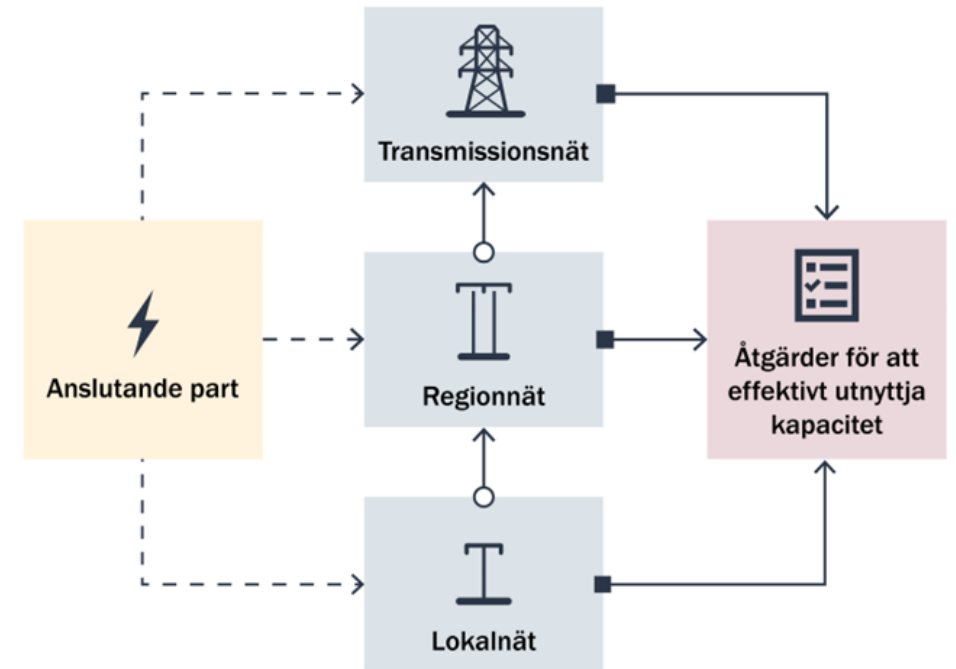 Transmissionsnät
Anslutande part
Regionnät
Åtgärder för att
effektivt utnyttja
kapacitet
Lokalnät